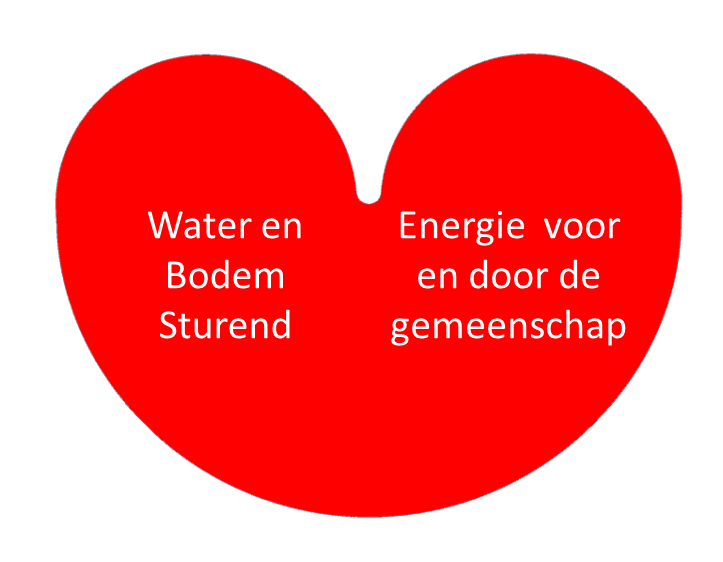 Water en
Bodem
Sturend
Energie voor
en door de
gemeenschap